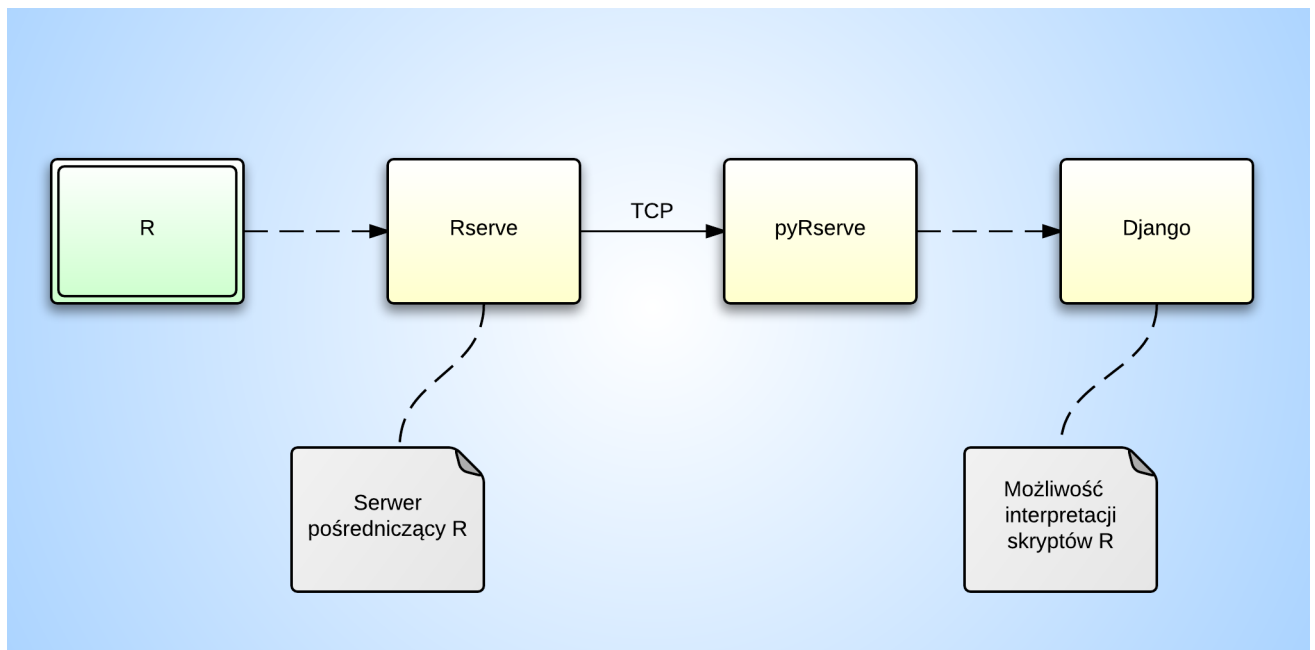 R
Rserve
TCP
pyRserve
Django
Serwer
pośredniczący R
Możliwość
interpretacji
skryptów R